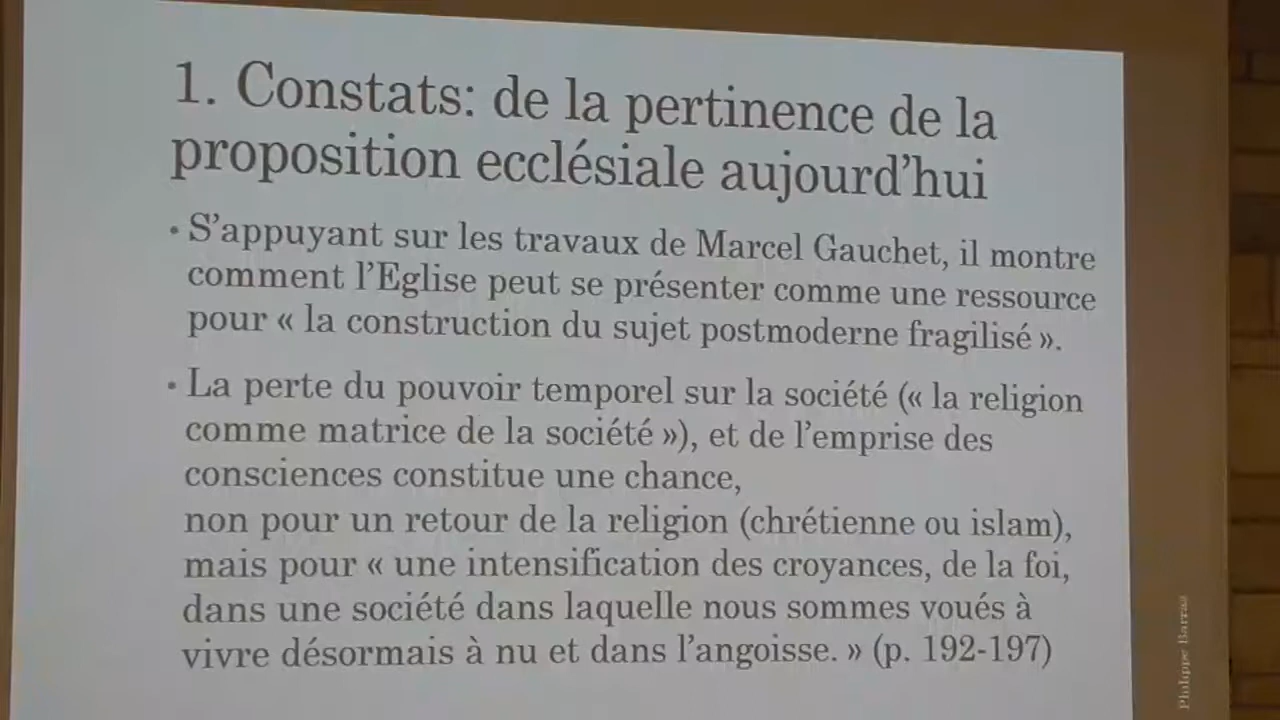 1. Constats: de la pertinence de la
proposition ecclésiale aujourd'hui
• S'appuyant sur les travaux de Marcel Gauchet, il montre
comment l'Eglise peut se présenter comme une ressource
pour « la construction du sujet postmoderne fragilisé ».
• La perte du pouvoir temporel sur la société (« la religion
comme matrice de la société »), et de l'emprise des
consciences constitue une chance,
non pour un retour de la religion (chrétienne ou islam),
mais pour « une intensification des croyances, de la foi,
dans une société dans laquelle nous sommes voués à
vivre désormais à nu et dans l'angoisse. » (p. 192-197)
Philippe Barraz